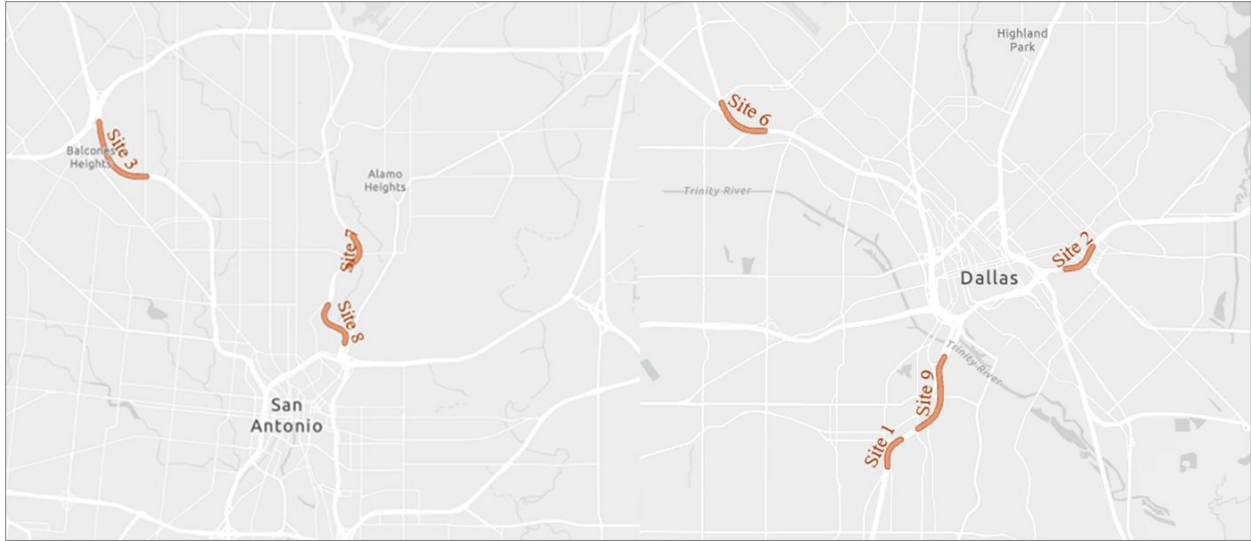 Site 3
Balcones
Heights
Alamo
Heights
Site 7
Site 8
San
Antonio
Highland
Park
Site 6
Trinity River
Site 2
Dallas
Trinity River
Site 9
Site 1